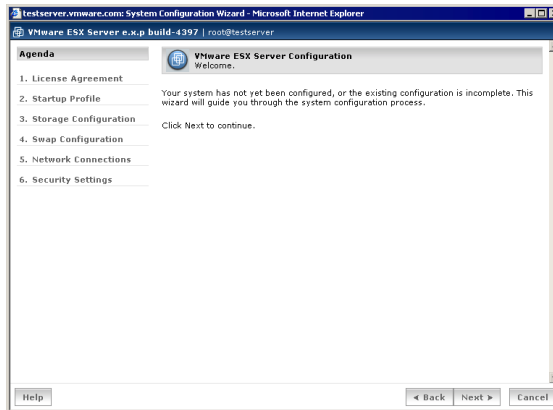 testserver.vmware.com: System Configuration Wizard - Microsoft Internet Explorer
VMware ESX Server e.x.p build-4397 | root@testserver
Agenda
1. License Agreement
2. Startup Profile
3. Storage Configuration
4. Swap Configuration
5. Network Connections
6. Security Settings
VMware ESX Server Configuration
Welcome.
Your system has not yet been configured, or the existing configuration is incomplete. This
wizard will guide you through the system configuration process.
Click Next to continue.
Help
Back
Next
Cancel